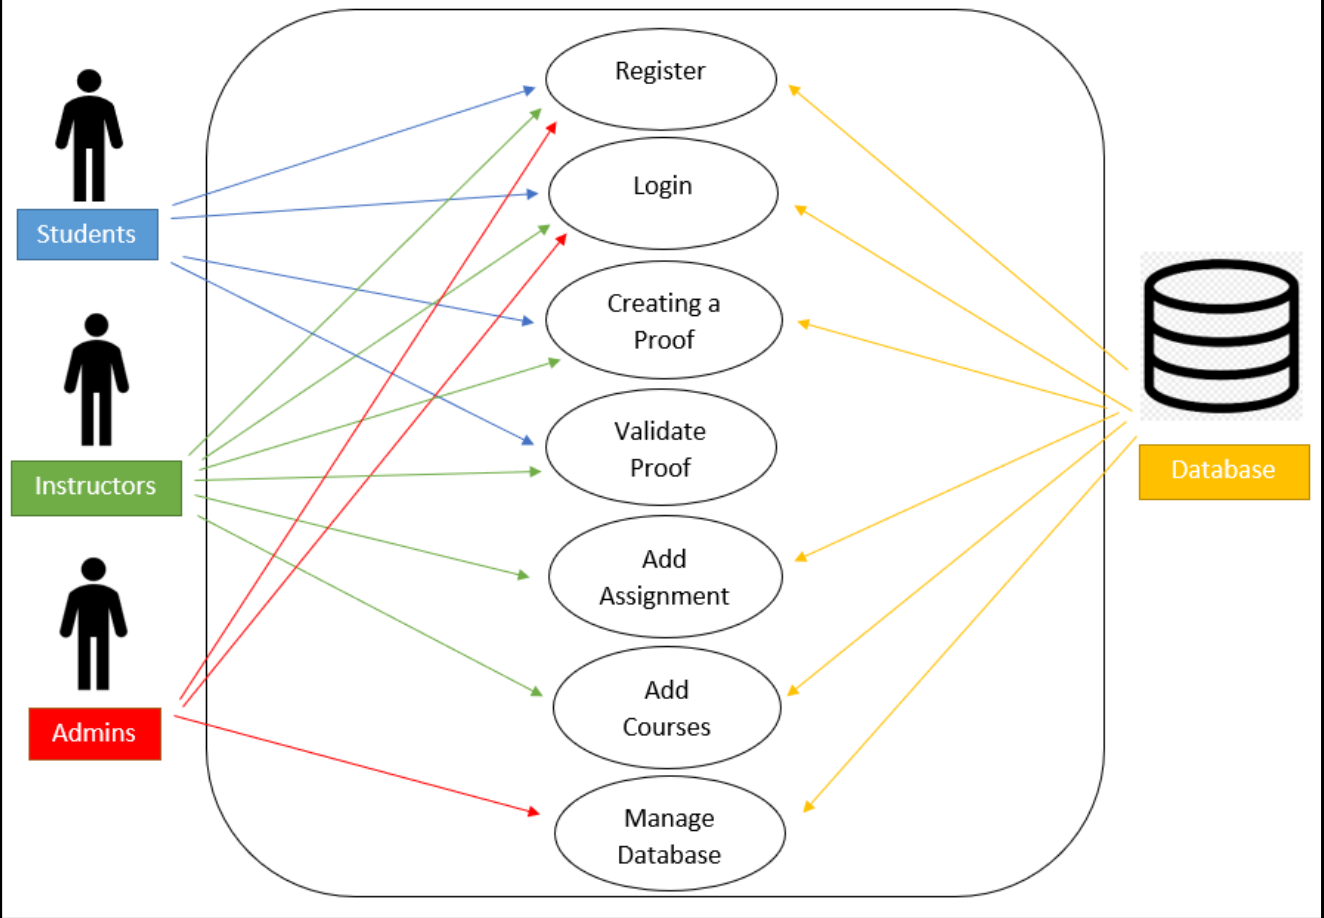 Register
Login
Students
Creating a
Proof
Validate
Proof
Instructors
Database
Add
Assignment
Add
Courses
Admins
Manage
Database